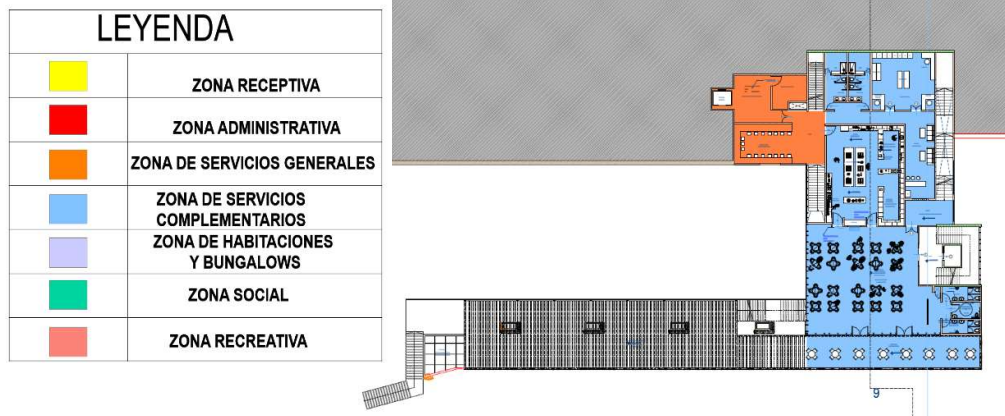 LEYENDA
ZONA RECEPTIVA
ZONA ADMINISTRATIVA
ZONA DE SERVICIOS GENERALES
ZONA DE SERVICIOS
COMPLEMENTARIOS
ZONA DE HABITACIONES
Y BUNGALOWS
ZONA SOCIAL
ZONA RECREATIVA
9